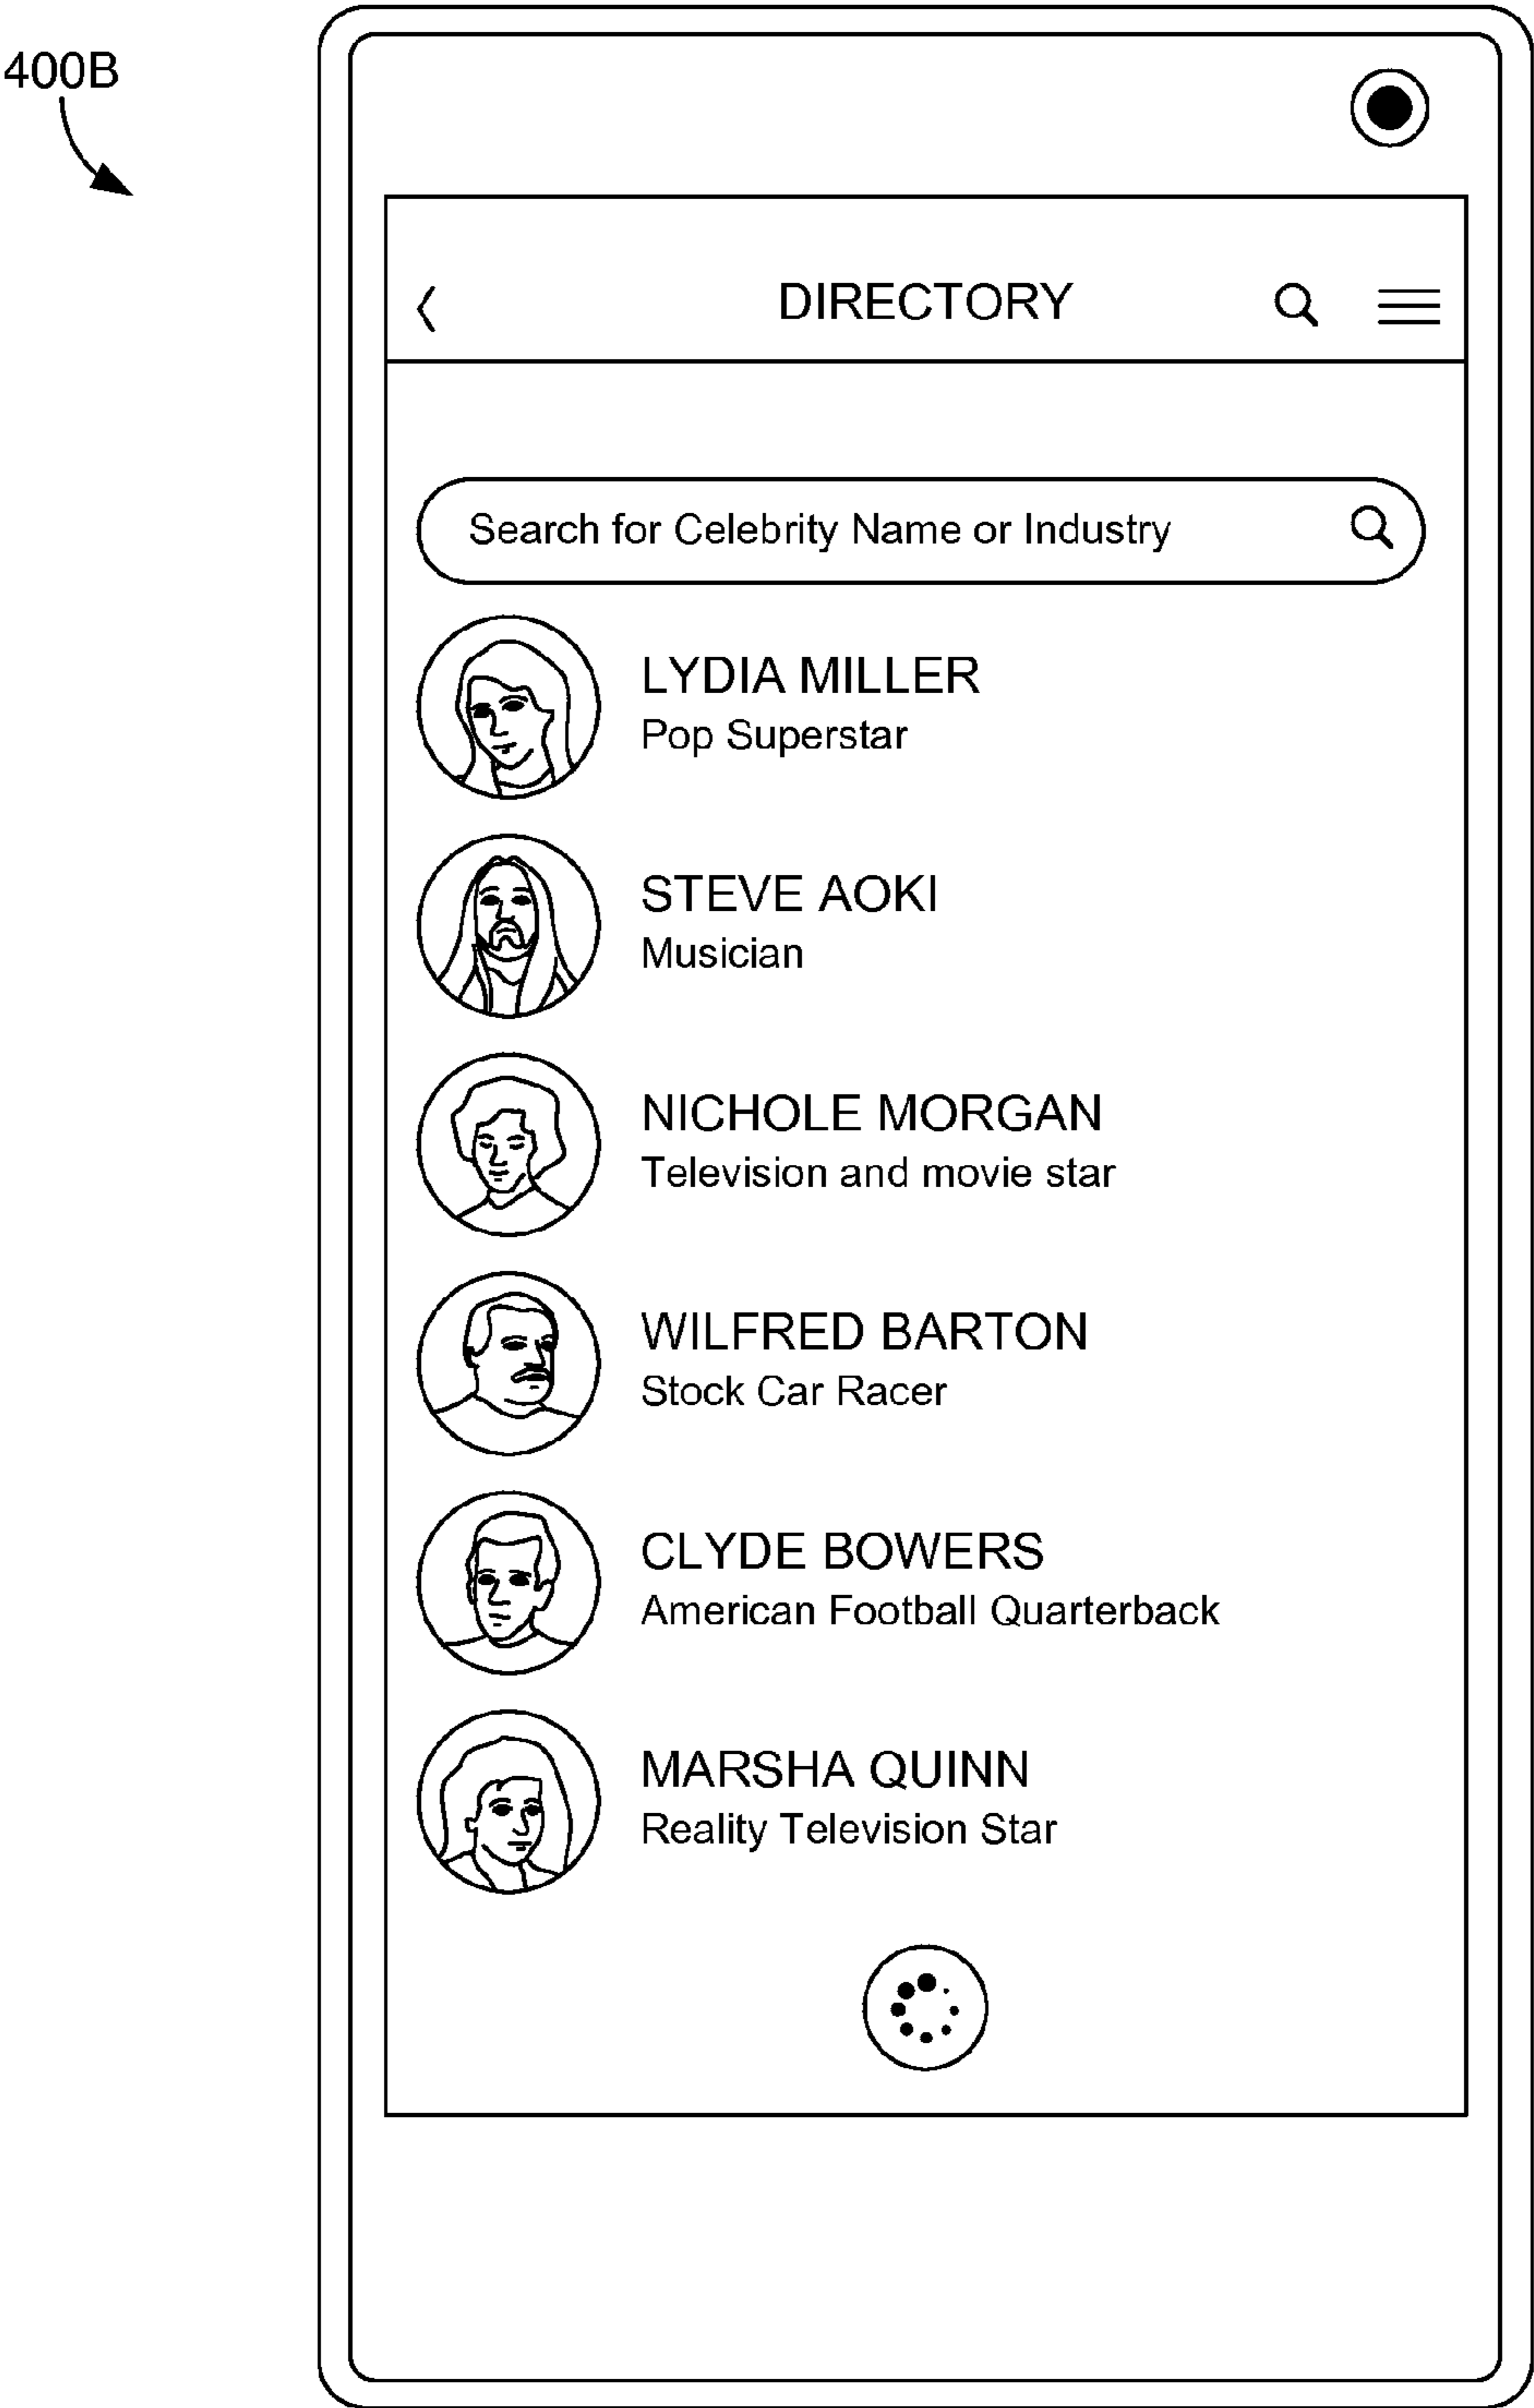 400B
DIRECTORY
Search for Celebrity Name or Industry
LYDIA MILLER
Pop Superstar
STEVE AOKI
Musician
NICHOLE MORGAN
Television and movie star
WILFRED BARTON
Stock Car Racer
CLYDE BOWERS
American Football Quarterback
MARSHA QUINN
Reality Television Star